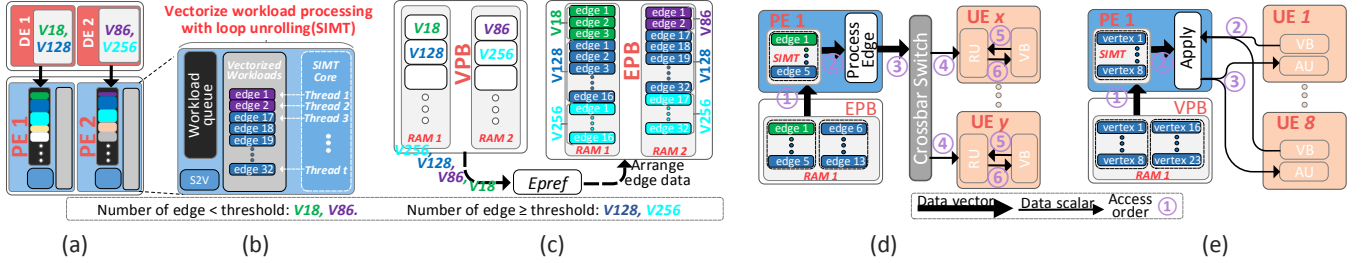 DE 1
V18,
V128
DE 2
V86,
V256
PE 1
PE 2
(a)
Vectorize workload processing
with loop unrolling(SIMT)
Workload
queue
S2V
Vectorized
Workloads
edge 1
edge 2
edge 17
edge 18
edge 19
edge 32
SIMT
Core
Thread 1
Thread 2
Thread 3
Thread t
(b)
V18
V128
RAM 1
VPB
V86
V256
RAM 2
V256,
V128,
V86,
V18
Epref
Arrange
edge data
V18
V128
V256
edge 1
edge 2
edge 3
edge 1
edge 2
edge 3
edge 16
edge 1
edge 16
RAM 1
EPB
edge 1
edge 2
edge 17
edge 18
edge 19
edge 32
edge 17
edge 32
RAM 2
V86
V128
V256
Number of edge < threshold: V18, V86.
Number of edge ≥ threshold: V128, V256
(c)
PE 1
edge 1
SIMT
edge 5
②
Process
Edge
①
EPB
edge 1
edge 5
edge 6
edge 13
RAM 1
③
Crossbar Switch
④
UE x
RU
⑤
⑥
VB
④
UE y
RU
⑤
⑥
VB
(d)
PE 1
vertex 1
SIMT
vertex 8
②
Apply
①
VPB
vertex 1
vertex 8
vertex 16
vertex 23
RAM 1
②
③
UE 1
VB
AU
UE 8
VB
AU
Data vector
Data scalar
Access
order
①
(e)